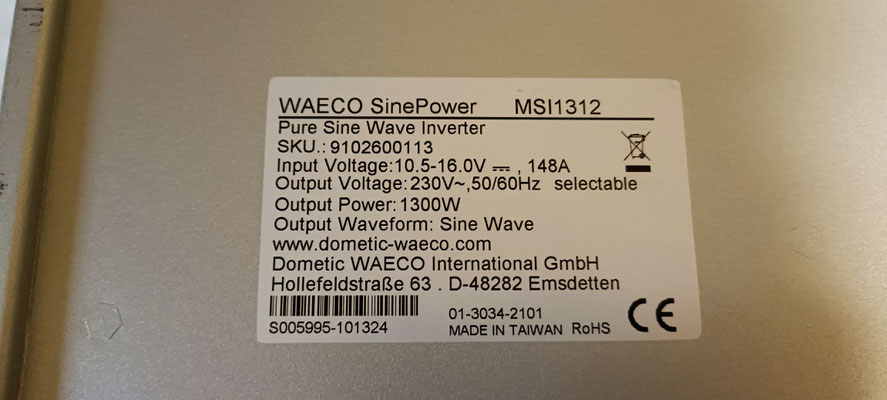 WAECO SinePower MSI1312
Pure Sine Wave Inverter
SKU.: 9102600113
Input Voltage:10.5-16.0V ⎓ , 148A
Output Voltage:230V~,50/60Hz selectable
Output Power:1300W
Output Waveform: Sine Wave
www.dometic-waeco.com
Dometic WAECO International GmbH
Hollefeldstraße 63 . D-48282 Emsdetten
S005995-101324
01-3034-2101
MADE IN TAIWAN RoHS
CE